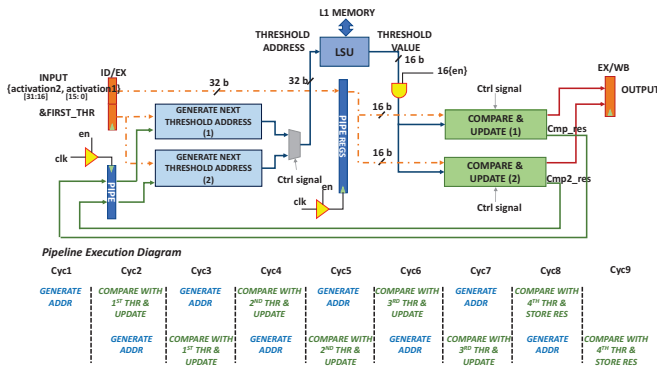 L1 MEMORY
THRESHOLD
ADDRESS
LSU
THRESHOLD
VALUE
16 b
16{en}
EX/WB
OUTPUT
INPUT
ID/EX
{activation2, activation1}
[31:16] [15: 0]
&FIRST_THR
32 b
32 b
en
clk
PIPE
GENERATE NEXT
THRESHOLD ADDRESS
(1)
GENERATE NEXT
THRESHOLD ADDRESS
(2)
Ctrl signal
PIPE REGS
en
clk
16 b
16 b
Ctrl signal
COMPARE &
UPDATE (1)
Cmp_res
COMPARE &
UPDATE (2)
Cmp2_res
Ctrl signal
Pipeline Execution Diagram
Cyc1 Cyc2 Cyc3 Cyc4 Cyc5 Cyc6 Cyc7 Cyc8 Cyc9
GENERATE
ADDR
COMPARE WITH
1ST THR &
UPDATE
GENERATE
ADDR
COMPARE WITH
2ND THR &
UPDATE
GENERATE
ADDR
COMPARE WITH
3RD THR &
UPDATE
GENERATE
ADDR
COMPARE WITH
4TH THR &
STORE RES
GENERATE
ADDR
COMPARE WITH
1ST THR &
UPDATE
GENERATE
ADDR
COMPARE WITH
2ND THR &
UPDATE
GENERATE
ADDR
COMPARE WITH
3RD THR &
UPDATE
GENERATE
ADDR
COMPARE WITH
4TH THR &
STORE RES